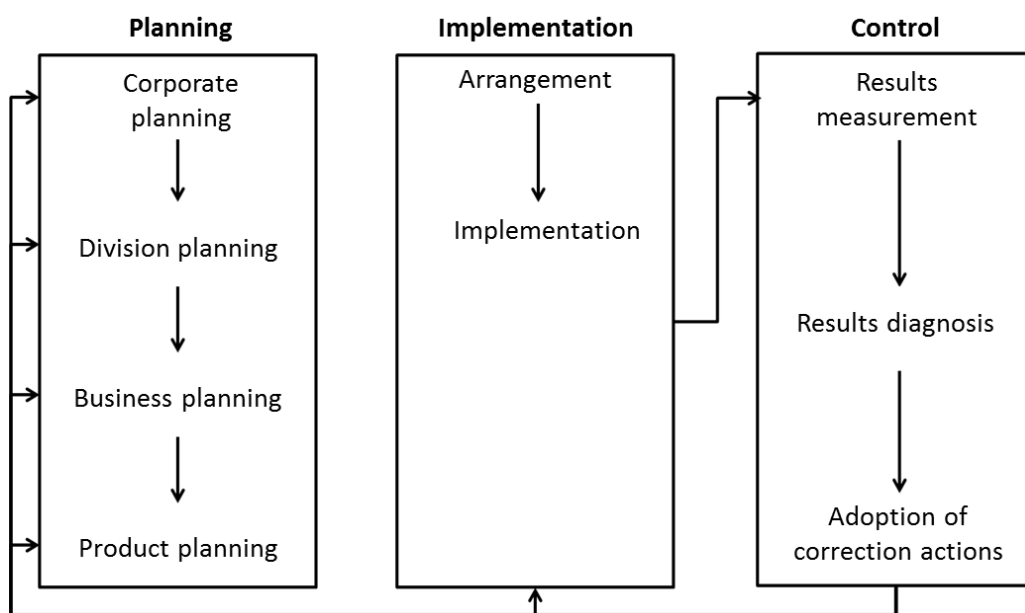 Planning
Corporate
planning
Division planning
Business planning
Product planning
Implementation
Arrangement
Implementation
Control
Results
measurement
Results diagnosis
Adoption of
correction actions